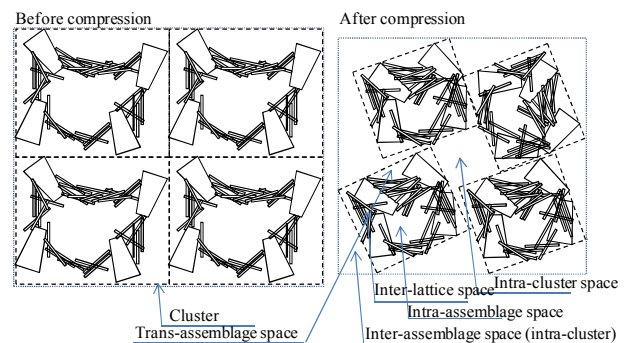 Before compression
After compression
Inter-lattice space
Intra-cluster space
Cluster
Intra-assemblage space
Trans-assemblage space
Inter-assemblage space (intra-cluster)